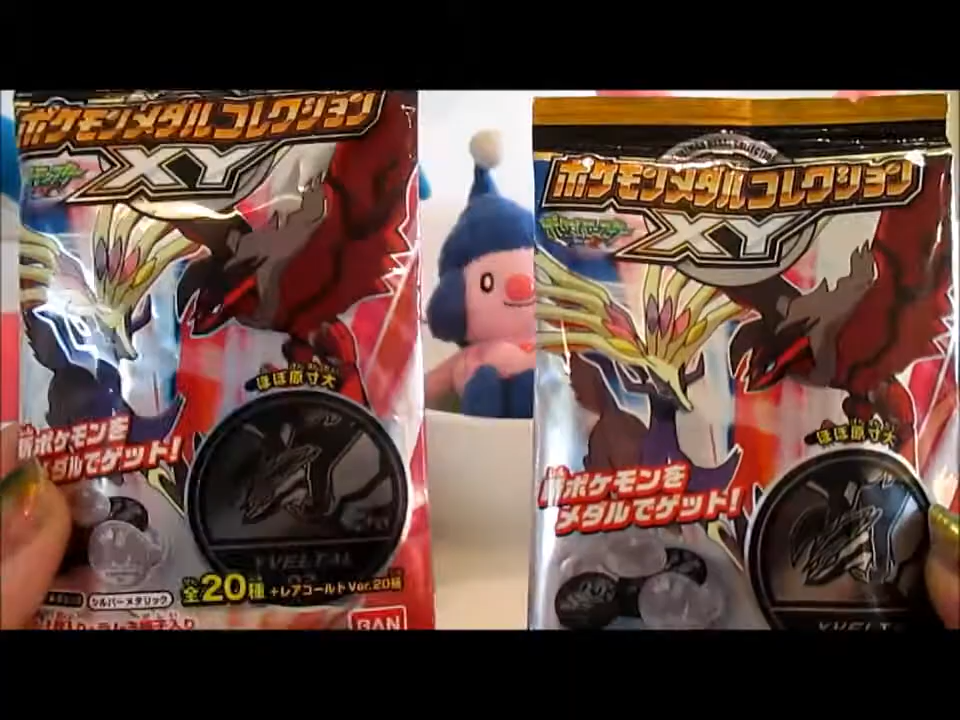 ポケモンメダルコレクション
XY
ほぼ原寸大
新ポケモンを
メダルでゲット!
YVELTAL
全20種+レアゴールドVer.20種
シルバーメタリック
BAN
ポケモンメダルコレクション
XY
ほぼ原寸大
新ポケモンを
メダルでゲット!